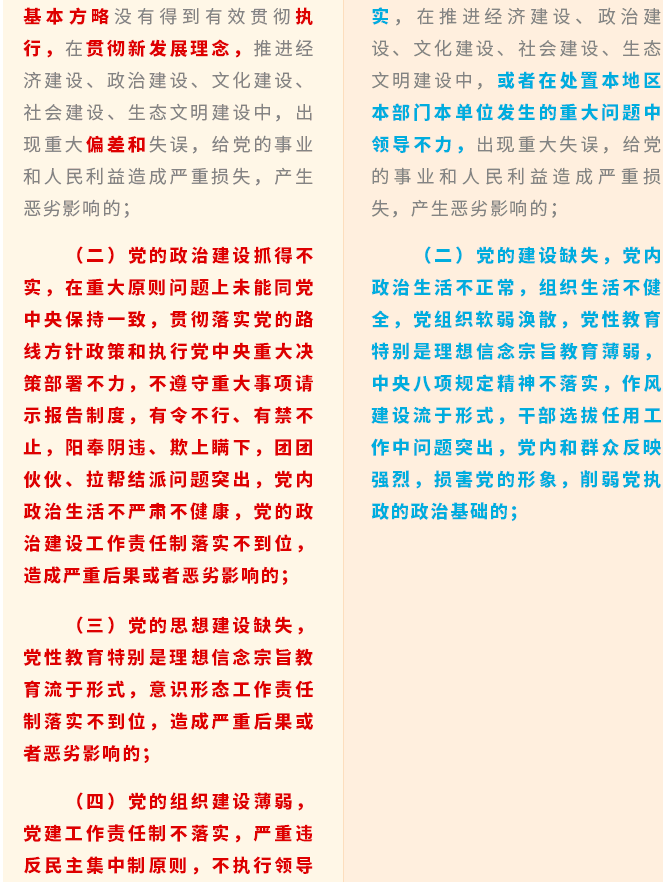 基本方略没有得到有效贯彻执
行，在贯彻新发展理念，推进经
济建设、政治建设、文化建设、
社会建设、生态文明建设中，出
现重大偏差和失误，给党的事业
和人民利益造成严重损失，产生
恶劣影响的；
（二）党的政治建设抓得不
实，在重大原则问题上未能同党
中央保持一致，贯彻落实党的路
线方针政策和执行党中央重大决
策部署不力，不遵守重大事项请
示报告制度，有令不行、有禁不
止，阳奉阴违、欺上瞒下，团团
伙伙、拉帮结派问题突出，党内
政治生活不严肃不健康，党的政
治建设工作责任制落实不到位，
造成严重后果或者恶劣影响的；
（三）党的思想建设缺失，
党性教育特别是理想信念宗旨教
育流于形式，意识形态工作责任
制落实不到位，造成严重后果或
者恶劣影响的；
（四）党的组织建设薄弱，
党建工作责任制不落实，严重违
反民主集中制原则，不执行领导
实，在推进经济建设、政治建
设、文化建设、社会建设、生态
文明建设中，或者在处置本地区
本部门本单位发生的重大问题中
领导不力，出现重大失误，给党
的事业和人民利益造成严重损
失，产生恶劣影响的；
（二）党的建设缺失，党内
政治生活不正常，组织生活不健
全，党组织软弱涣散，党性教育
特别是理想信念宗旨教育薄弱，
中央八项规定精神不落实，作风
建设流于形式，干部选拔任用工
作中问题突出，党内和群众反映
强烈，损害党的形象，削弱党执
政的政治基础的；